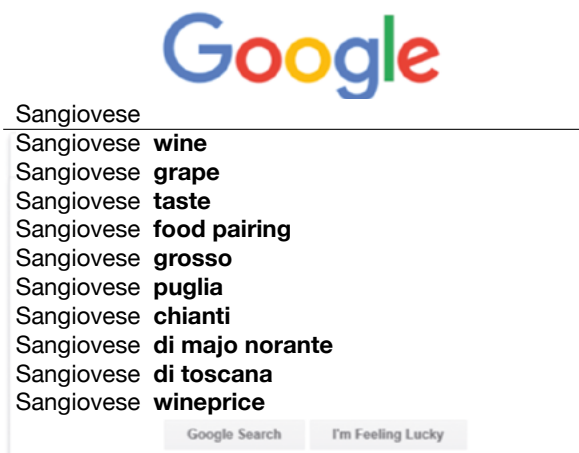 Google
Sangiovese
Sangiovese wine
Sangiovese grape
Sangiovese taste
Sangiovese food pairing
Sangiovese grosso
Sangiovese puglia
Sangiovese chianti
Sangiovese di majo norante
Sangiovese di toscana
Sangiovese wineprice
Google Search I'm Feeling Lucky